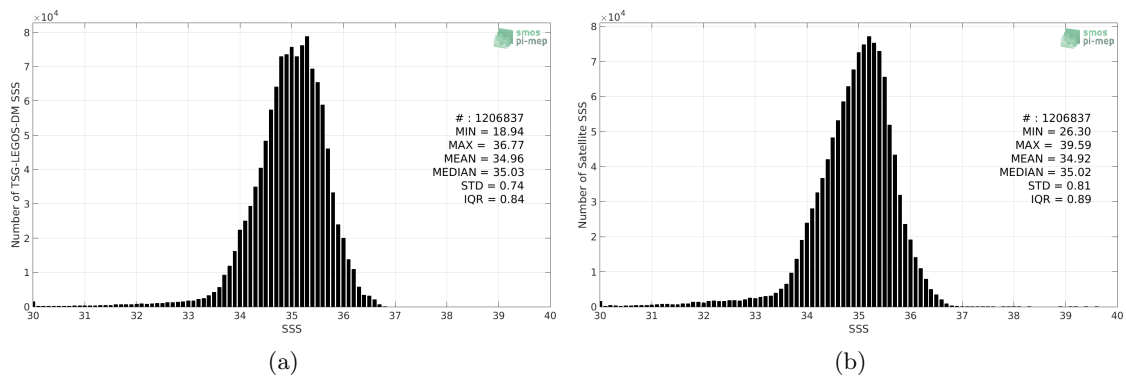 ×10⁴
smos
pi-mep
Number of TSG-LEGOS-DM SSS
8
7
6
5
4
3
2
1
0
# : 1206837
MIN = 18.94
MAX = 36.77
MEAN = 34.96
MEDIAN = 35.03
STD = 0.74
IQR = 0.84
30 31 32 33 34 35 36 37 38 39 40
SSS
(a)
×10⁴
smos
pi-mep
Number of Satellite SSS
8
7
6
5
4
3
2
1
0
# : 1206837
MIN = 26.30
MAX = 39.59
MEAN = 34.92
MEDIAN = 35.02
STD = 0.81
IQR = 0.89
30 31 32 33 34 35 36 37 38 39 40
SSS
(b)